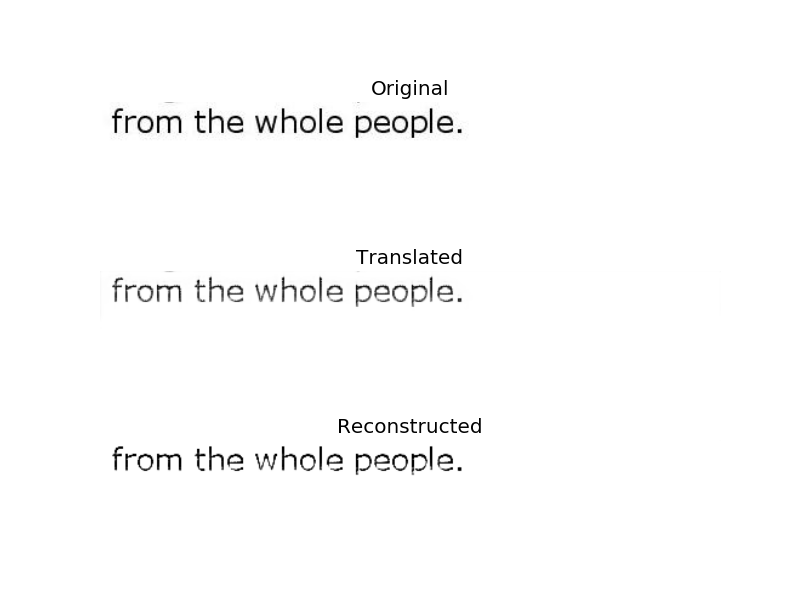 Original
from the whole people.
Translated
from the whole people.
Reconstructed
from the whole people.